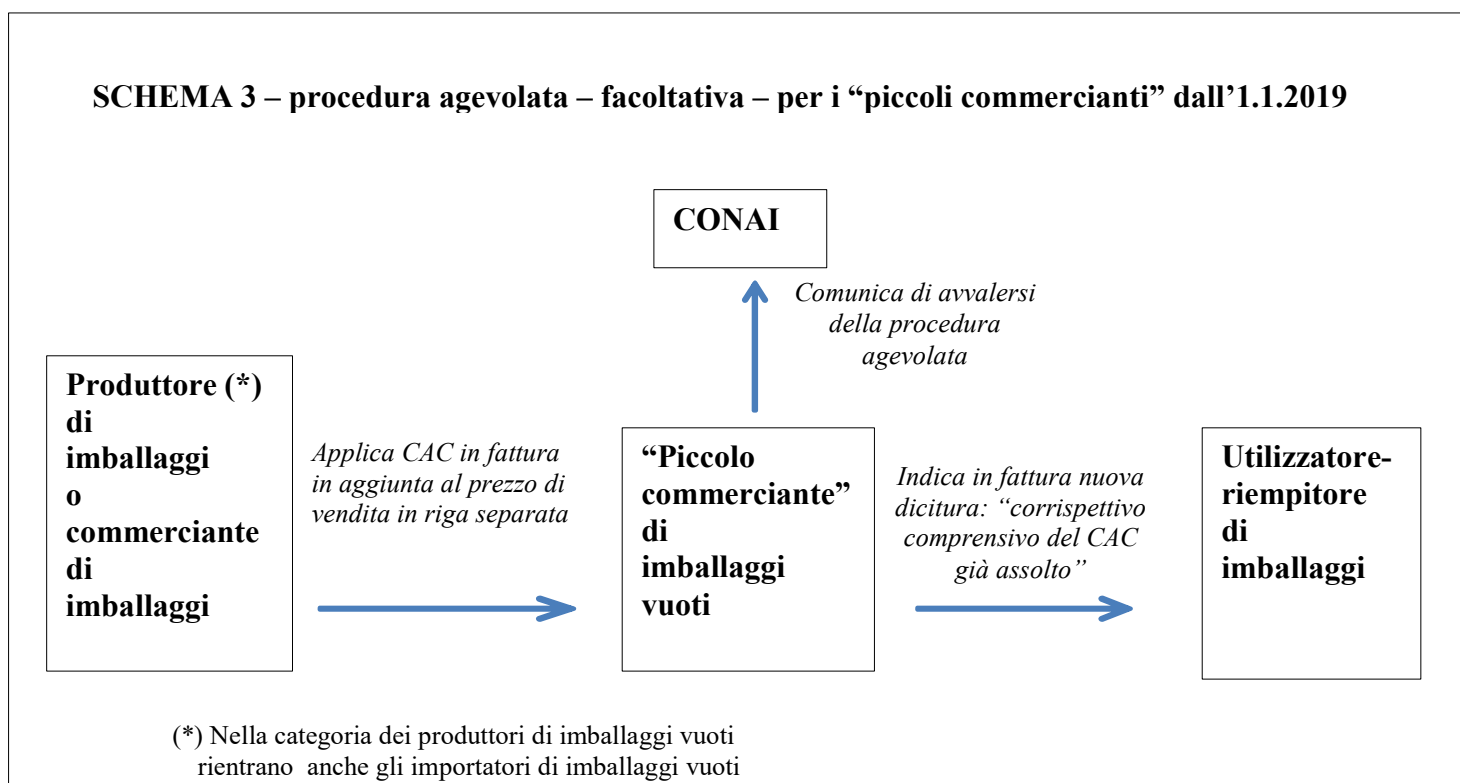 SCHEMA 3 – procedura agevolata – facoltativa – per i “piccoli commercianti” dall’1.1.2019
CONAI
Comunica di avvalersi
della procedura
agevolata
Produttore (*)
di
imballaggi
o
commerciante
di
imballaggi
Applica CAC in fattura
in aggiunta al prezzo di
vendita in riga separata
“Piccolo
commerciante”
di
imballaggi
vuoti
Indica in fattura nuova
dicitura: “corrispettivo
comprensivo del CAC
già assolto”
Utilizzatore-
riempitore
di
imballaggi
(*) Nella categoria dei produttori di imballaggi vuoti
rientrano anche gli importatori di imballaggi vuoti